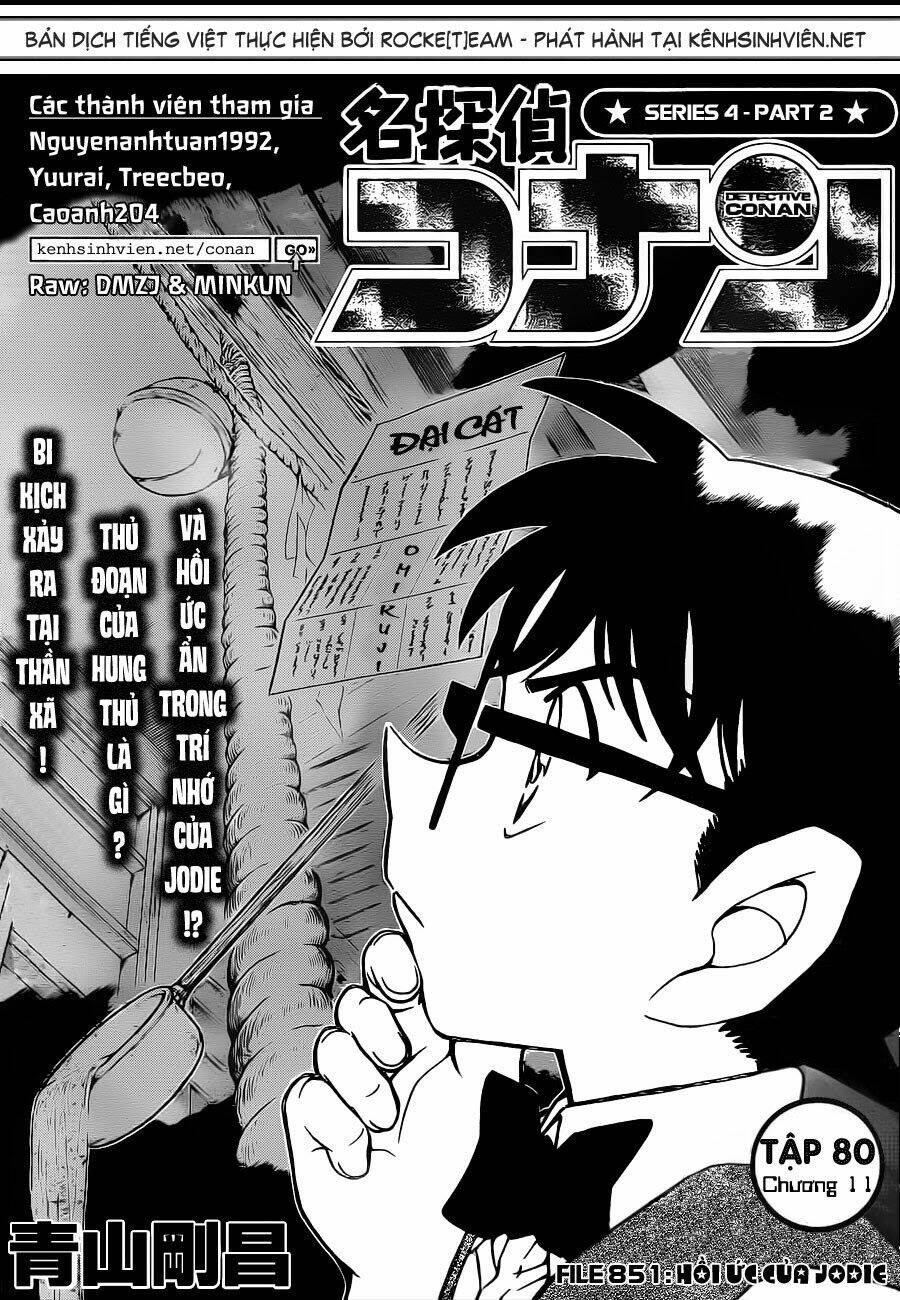 BẢN DỊCH TIẾNG VIỆT THỰC HIỆN BỞI ROCKE[T]EAM - PHÁT HÀNH TẠI KÊNHSINHVIÊN.NET
Các thành viên tham gia
Nguyenanhtuan1992,
Yuurai, Treecbeo,
Caoanh204
kenhsinhvien.net/conan GO»
Raw: DMZJ & MINKUN
★ SERIES 4 - PART 2 ★
名探偵
コナン
DETECTIVE
CONAN
ĐẠI CÁT
OMIKUJI
BI
KỊCH
XẢY
RA
TẠI
THẦN
XÃ !
THỦ
ĐOẠN
CỦA
HUNG
THỦ
LÀ
GÌ ?
VÀ
HỒI
ỨC
ẨN
TRONG
TRÍ
NHỚ
CỦA
JODIE
!?
TẬP 80
Chương 11
青山剛昌
FILE 851 : HỒI ỨC CỦA JODIE